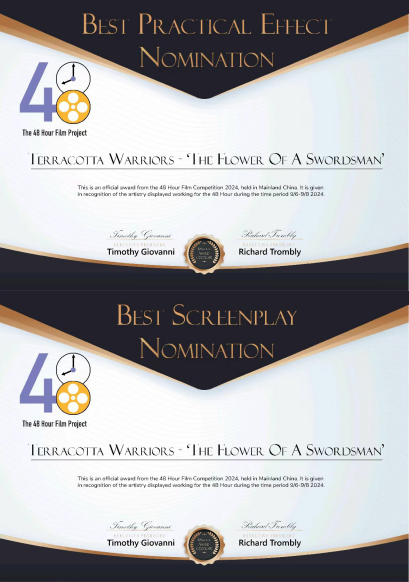 Best Practical Effect
Nomination
48
The 48 Hour Film Project
Terracotta Warriors - 'The Flower Of A Swordsman'
This is an official award from the 48 Hour Film Competition 2024, held in Mainland China. It is given
in recognition of the artistry displayed working for the 48 Hour during the time period 9/6-9/8 2024.
Timothy Giovanni Richard Trombly
Timothy Giovanni Richard Trombly
Best Screenplay
Nomination
48
The 48 Hour Film Project
Terracotta Warriors - 'The Flower Of A Swordsman'
This is an official award from the 48 Hour Film Competition 2024, held in Mainland China. It is given
in recognition of the artistry displayed working for the 48 Hour during the time period 9/6-9/8 2024.
Timothy Giovanni Richard Trombly
Timothy Giovanni Richard Trombly